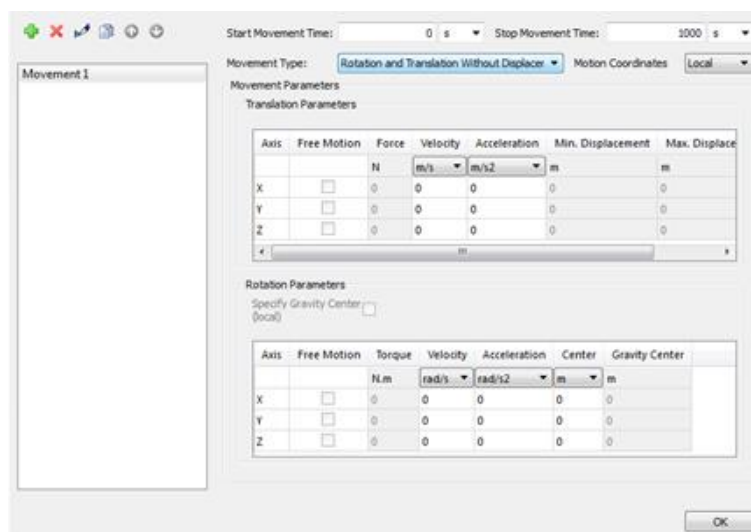 Start Movement Time: 0 s Stop Movement Time: 1000 s
Movement 1
Movement Type: Rotation and Translation Without Displacer Motion Coordinates Local
Movement Parameters
Translation Parameters
Axis Free Motion Force Velocity Acceleration Min. Displacement Max. Displace
N m/s m/s2 m m
X 0 0 0 0 0
Y 0 0 0 0 0
Z 0 0 0 0 0
Rotation Parameters
Specify Gravity Center
(local)
Axis Free Motion Torque Velocity Acceleration Center Gravity Center
N.m rad/s rad/s2 m m
X 0 0 0 0 0
Y 0 0 0 0 0
Z 0 0 0 0 0
OK